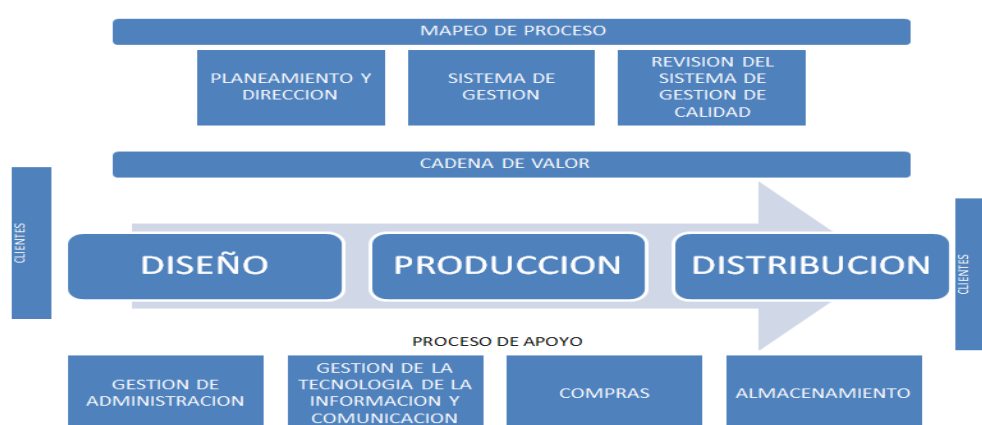 MAPEO DE PROCESO
PLANEAMIENTO Y
DIRECCION
SISTEMA DE
GESTION
REVISION DEL
SISTEMA DE
GESTION DE
CALIDAD
CADENA DE VALOR
CLIENTES
DISEÑO
PRODUCCION
DISTRIBUCION
CLIENTES
PROCESO DE APOYO
GESTION DE
ADMINISTRACION
GESTION DE LA
TECNOLOGIA DE LA
INFORMACION Y
COMUNICACION
COMPRAS
ALMACENAMIENTO